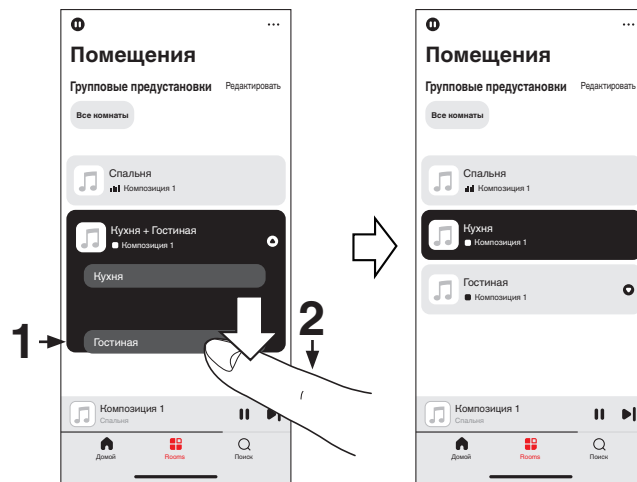 Помещения
Групповые предустановки Редактировать
Все комнаты
Спальня
Композиция 1
Кухня + Гостиная
Композиция 1
Кухня
Гостиная
1
2
Композиция 1
Спальня
Домой Rooms Поиск
Помещения
Групповые предустановки Редактировать
Все комнаты
Спальня
Композиция 1
Кухня
Композиция 1
Гостиная
Композиция 1
Композиция 1
Спальня
Домой Rooms Поиск